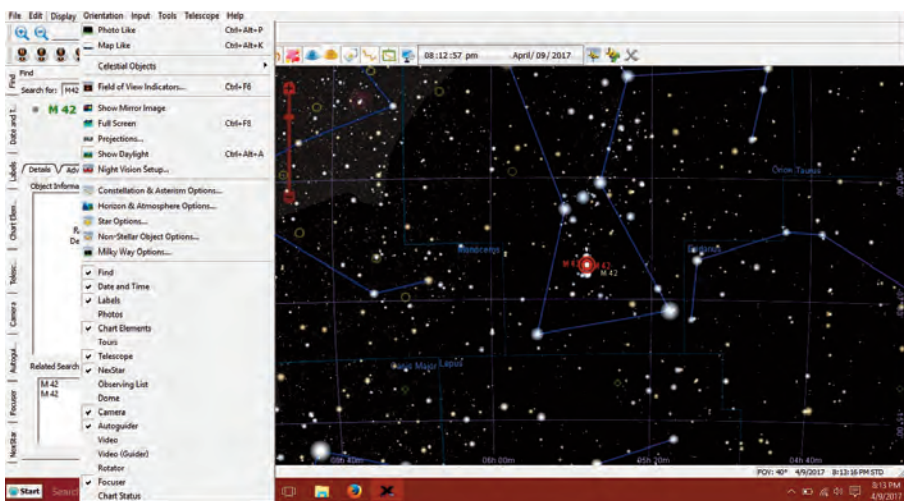 File Edit Display Orientation Input Tools Telescope Help
Photo Like Ctrl+Alt+P
Map Like Ctrl+Alt+K
08:12:57 pm April/ 09/ 2017
Celestial Objects
Find
Search for: M42
Field of View Indicators... Ctrl+F6
M 42
Show Mirror Image
Full Screen Ctrl+F8
Projections...
Show Daylight Ctrl+Alt+A
Night Vision Setup...
Details Adv
Object Informa
Constellation & Asterism Options...
Horizon & Atmosphere Options...
Star Options...
Non-Stellar Object Options...
Milky Way Options...
Find
Date and Time
Labels
Photos
Chart Elements
Tours
Telescope
NexStar
Observing List
Dome
Camera
Autoguider
Video
Video (Guider)
Rotator
Focuser
Chart Status
Related Search
M 42
M 42
Find
Date and T..
Labels
Chart Elem..
Telesc..
Camera
Autogui..
Focuser
NexStar
Orion Taurus
Monoceros
Eridanus
M 42
M 42
M 42
Canis Major Lepus
06h 40m
06h 00m
05h 20m
04h 40m
FOV: 40° 4/9/2017 8:13:16 PM STD
Start
8:13 PM
4/9/2017